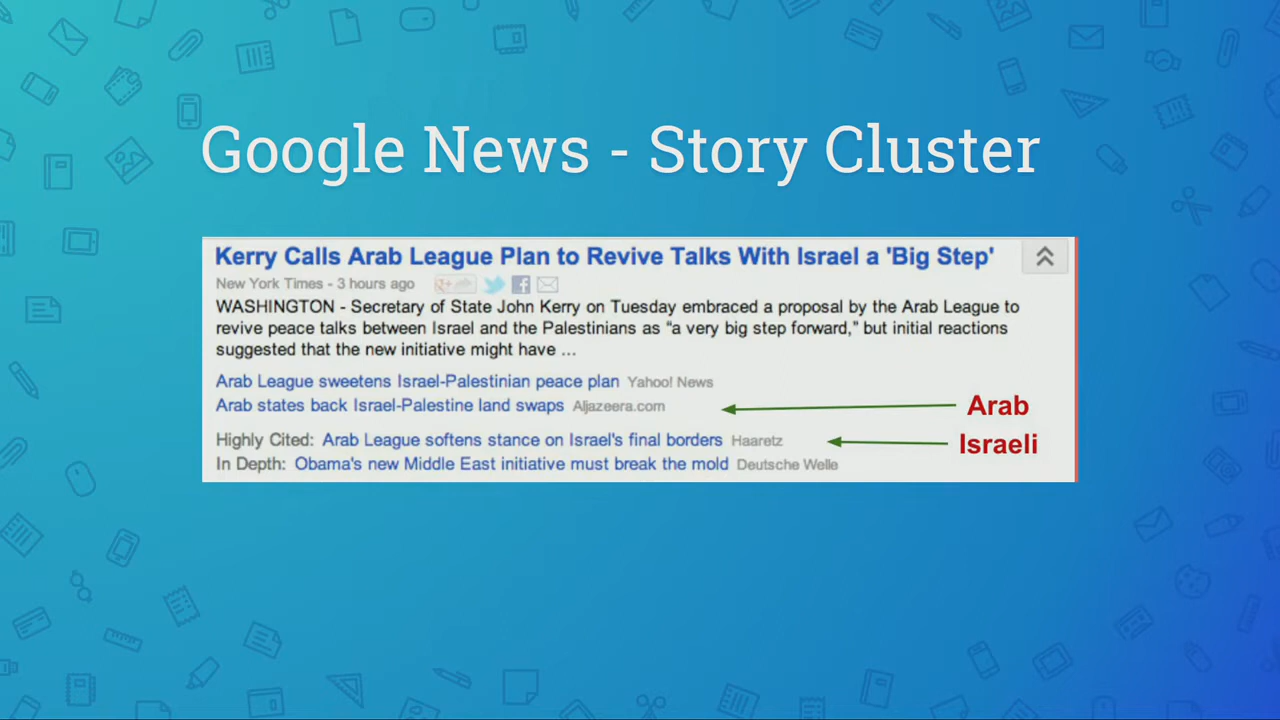 Google News - Story Cluster
Kerry Calls Arab League Plan to Revive Talks With Israel a 'Big Step'
New York Times - 3 hours ago
WASHINGTON - Secretary of State John Kerry on Tuesday embraced a proposal by the Arab League to
revive peace talks between Israel and the Palestinians as “a very big step forward,” but initial reactions
suggested that the new initiative might have ...
Arab League sweetens Israel-Palestinian peace plan Yahoo! News
Arab states back Israel-Palestine land swaps Aljazeera.com
Arab
Highly Cited: Arab League softens stance on Israel's final borders Haaretz
Israeli
In Depth: Obama's new Middle East initiative must break the mold Deutsche Welle